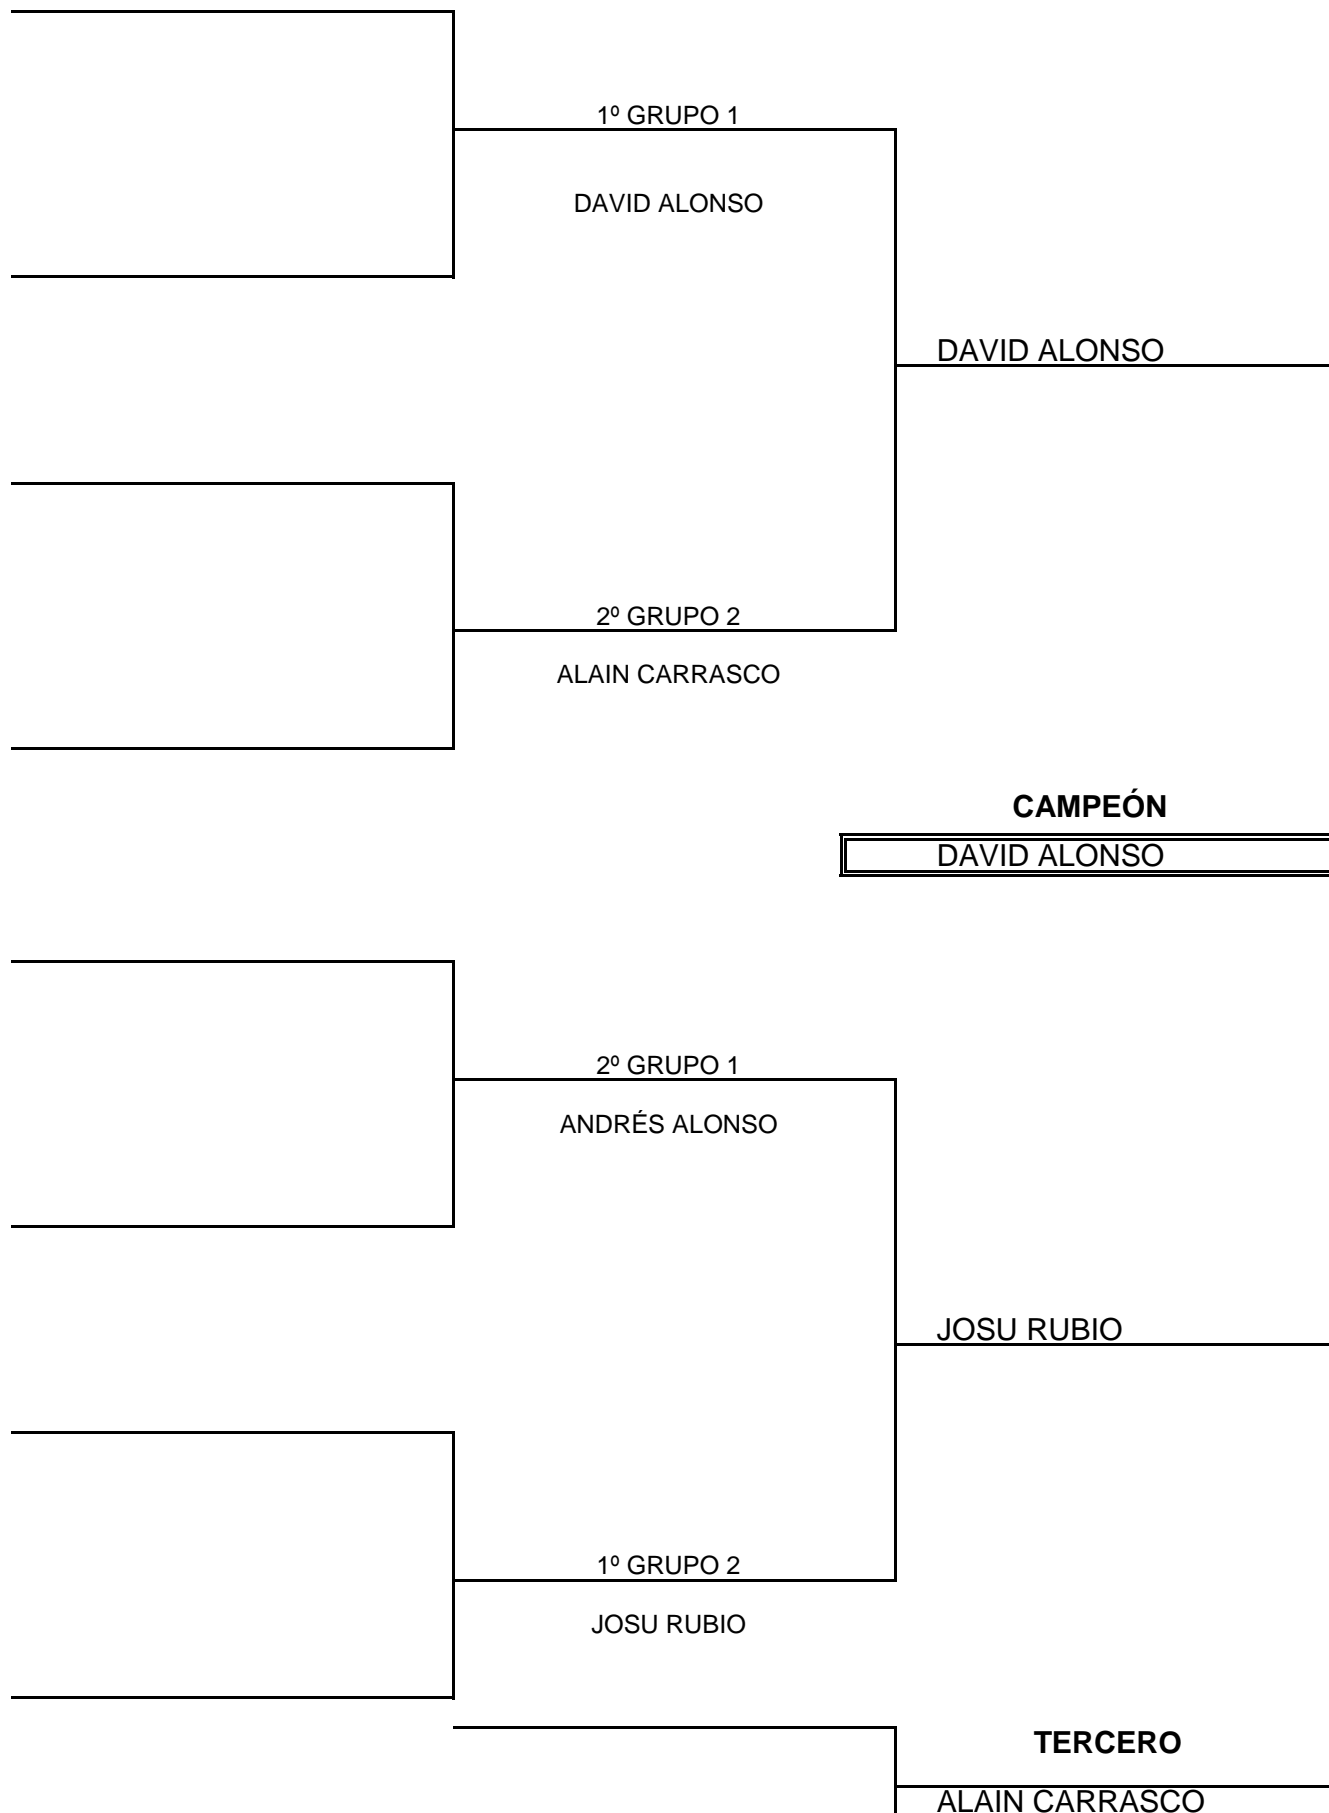 1º GRUPO 1
DAVID ALONSO
DAVID ALONSO
2º GRUPO 2
ALAIN CARRASCO
CAMPEÓN
DAVID ALONSO
2º GRUPO 1
ANDRÉS ALONSO
JOSU RUBIO
1º GRUPO 2
JOSU RUBIO
TERCERO
ALAIN CARRASCO